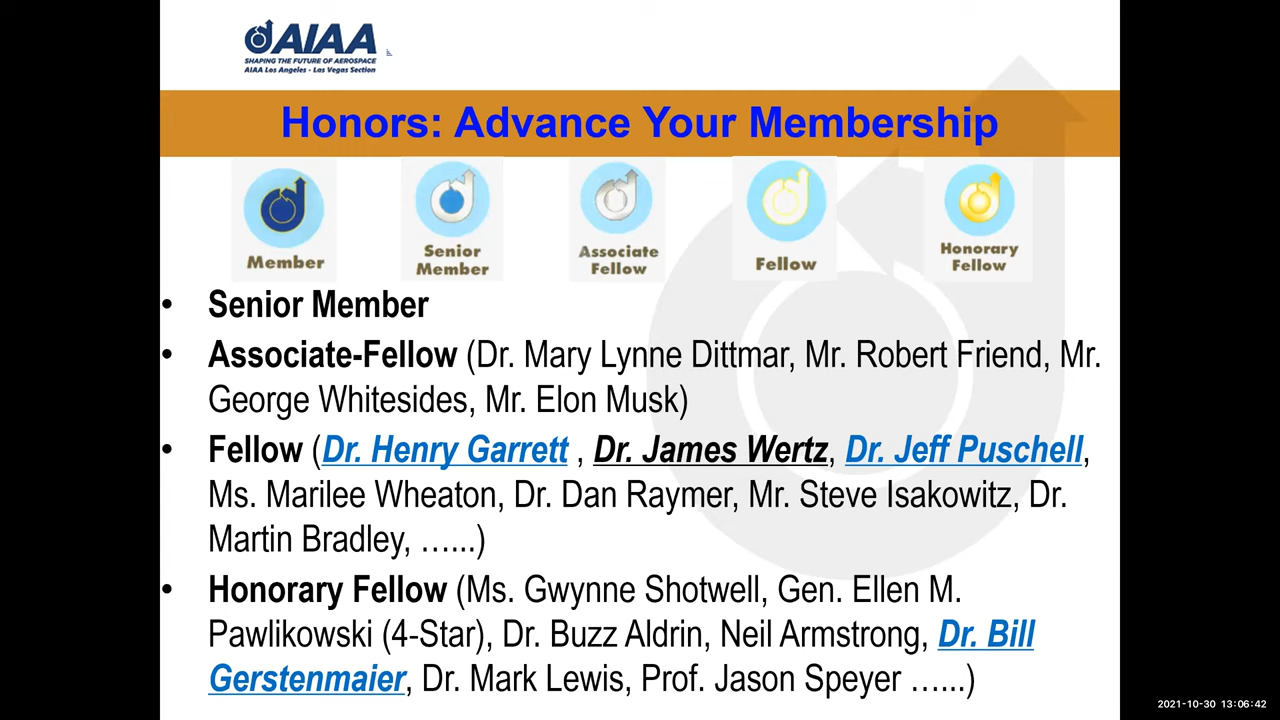 AIAA
SHAPING THE FUTURE OF AEROSPACE
AIAA Los Angeles - Las Vegas Section
Honors: Advance Your Membership
Member
Senior
Member
Associate
Fellow
Fellow
Honorary
Fellow
• Senior Member
• Associate-Fellow (Dr. Mary Lynne Dittmar, Mr. Robert Friend, Mr.
George Whitesides, Mr. Elon Musk)
• Fellow (Dr. Henry Garrett , Dr. James Wertz, Dr. Jeff Puschell,
Ms. Marilee Wheaton, Dr. Dan Raymer, Mr. Steve Isakowitz, Dr.
Martin Bradley, …...)
• Honorary Fellow (Ms. Gwynne Shotwell, Gen. Ellen M.
Pawlikowski (4-Star), Dr. Buzz Aldrin, Neil Armstrong, Dr. Bill
Gerstenmaier, Dr. Mark Lewis, Prof. Jason Speyer …...)
2021-10-30 13:06:42